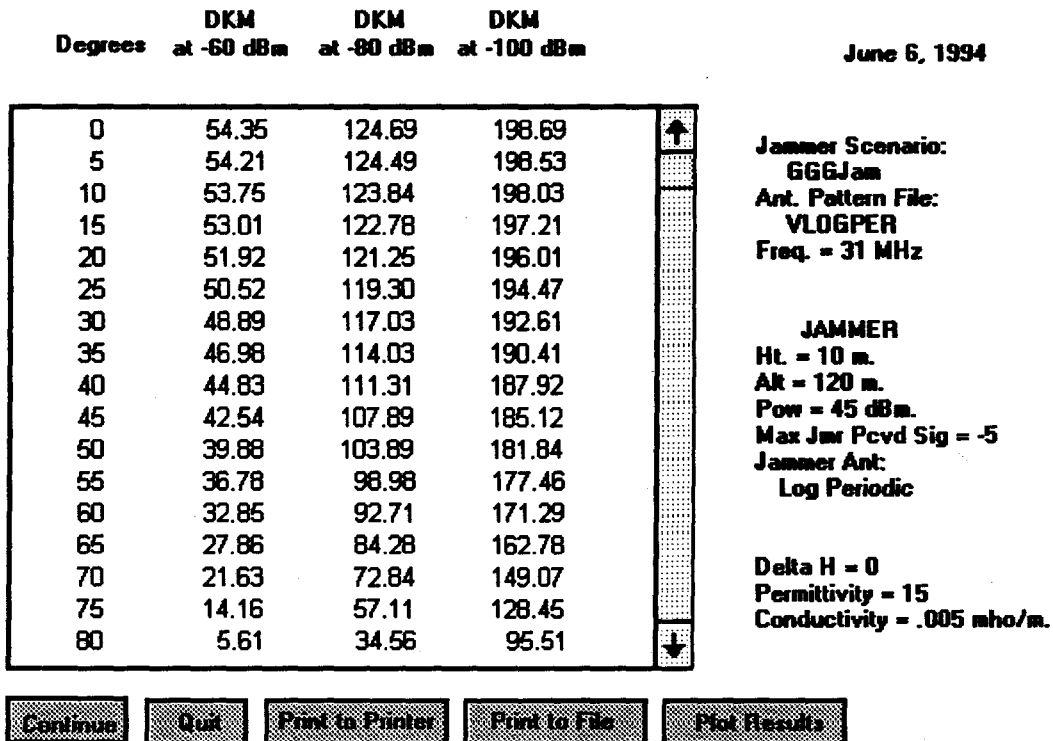 DKM DKM DKM
Degrees at -60 dBm at -80 dBm at -100 dBm
June 6, 1994
0 54.35 124.69 198.69
5 54.21 124.49 198.53
10 53.75 123.84 198.03
15 53.01 122.78 197.21
20 51.92 121.25 196.01
25 50.52 119.30 194.47
30 48.89 117.03 192.61
35 46.98 114.03 190.41
40 44.83 111.31 187.92
45 42.54 107.89 185.12
50 39.88 103.89 181.84
55 36.78 98.98 177.46
60 32.85 92.71 171.29
65 27.86 84.28 162.78
70 21.63 72.84 149.07
75 14.16 57.11 128.45
80 5.61 34.56 95.51
Jammer Scenario:
GGGJam
Ant. Pattern File:
VLOGPER
Freq. = 31 MHz
JAMMER
Ht. = 10 m.
Alt = 120 m.
Pow = 45 dBm.
Max Jmr Pcvd Sig = -5
Jammer Ant:
Log Periodic
Delta H = 0
Permittivity = 15
Conductivity = .005 mho/m.
Continue Quit Print to Printer Print to File Plot Results